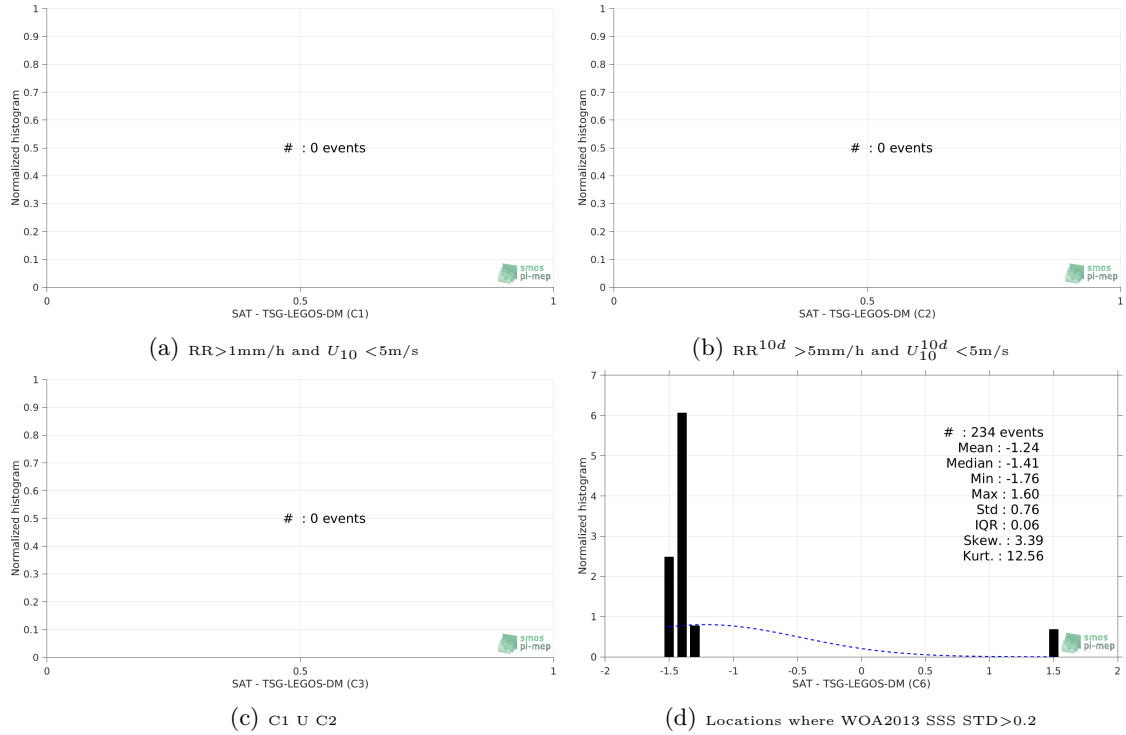 1
0.9
0.8
0.7
0.6
0.5
0.4
0.3
0.2
0.1
0
Normalized histogram
# : 0 events
smos
pi-mep
0 0.5 1
SAT - TSG-LEGOS-DM (C1)
(a) RR>1mm/h and U10 <5m/s
1
0.9
0.8
0.7
0.6
0.5
0.4
0.3
0.2
0.1
0
Normalized histogram
# : 0 events
smos
pi-mep
0 0.5 1
SAT - TSG-LEGOS-DM (C2)
(b) RR^10d >5mm/h and U10^10d <5m/s
1
0.9
0.8
0.7
0.6
0.5
0.4
0.3
0.2
0.1
0
Normalized histogram
# : 0 events
smos
pi-mep
0 0.5 1
SAT - TSG-LEGOS-DM (C3)
(c) C1 U C2
7
6
5
4
3
2
1
0
Normalized histogram
# : 234 events
Mean : -1.24
Median : -1.41
Min : -1.76
Max : 1.60
Std : 0.76
IQR : 0.06
Skew. : 3.39
Kurt. : 12.56
smos
pi-mep
-2 -1.5 -1 -0.5 0 0.5 1 1.5 2
SAT - TSG-LEGOS-DM (C6)
(d) Locations where WOA2013 SSS STD>0.2